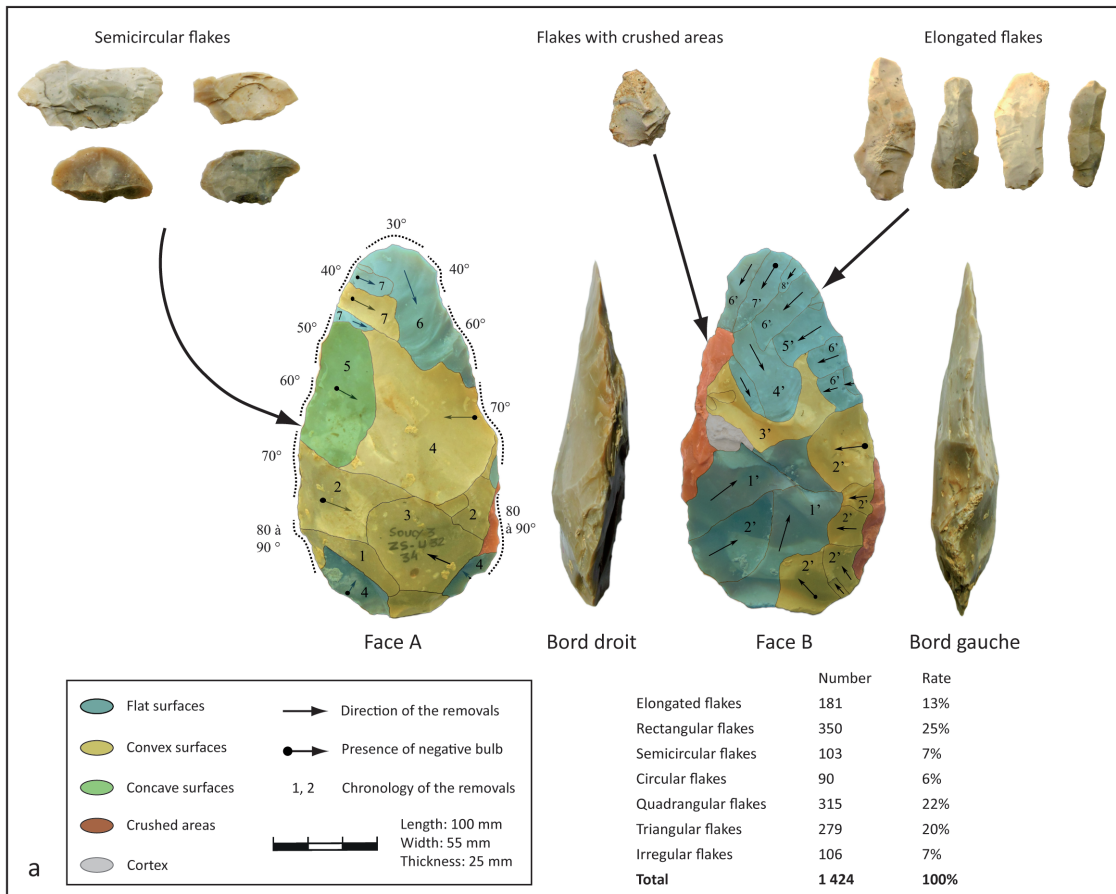 Semicircular flakes
Flakes with crushed areas
Elongated flakes
30°
40°
40°
50°
60°
60°
70°
70°
80 à
90 °
80
à 90°
7
7
7
6
5
4
2
3
2
1
4
4
Soucy 3
ZS-U
34
6'
7'
8'
6'
5'
6'
4'
6'
3'
2'
1'
1'
2'
2'
2'
2'
2'
Face A
Bord droit
Face B
Bord gauche
Flat surfaces
Convex surfaces
Concave surfaces
Crushed areas
Cortex
Direction of the removals
Presence of negative bulb
1, 2 Chronology of the removals
Length: 100 mm
Width: 55 mm
Thickness: 25 mm
Number Rate
Elongated flakes 181 13%
Rectangular flakes 350 25%
Semicircular flakes 103 7%
Circular flakes 90 6%
Quadrangular flakes 315 22%
Triangular flakes 279 20%
Irregular flakes 106 7%
Total 1 424 100%
a